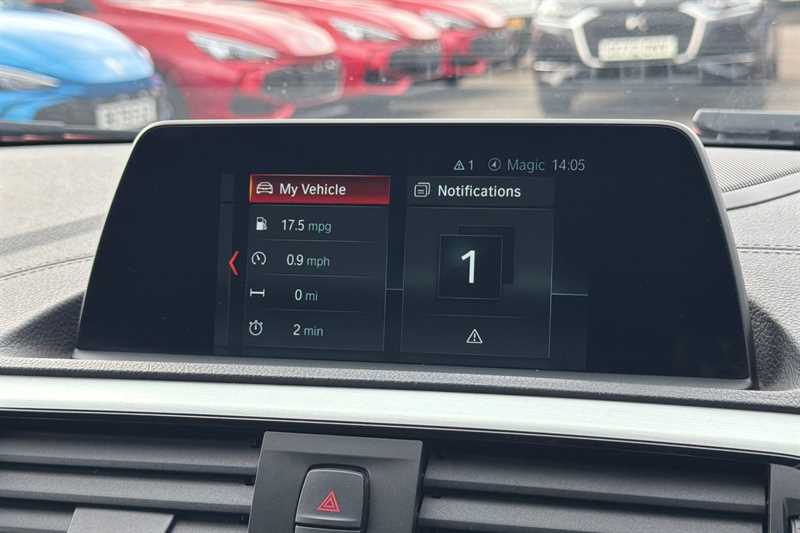 1 Magic 14:05
My Vehicle
17.5 mpg
0.9 mph
0 mi
2 min
Notifications
1